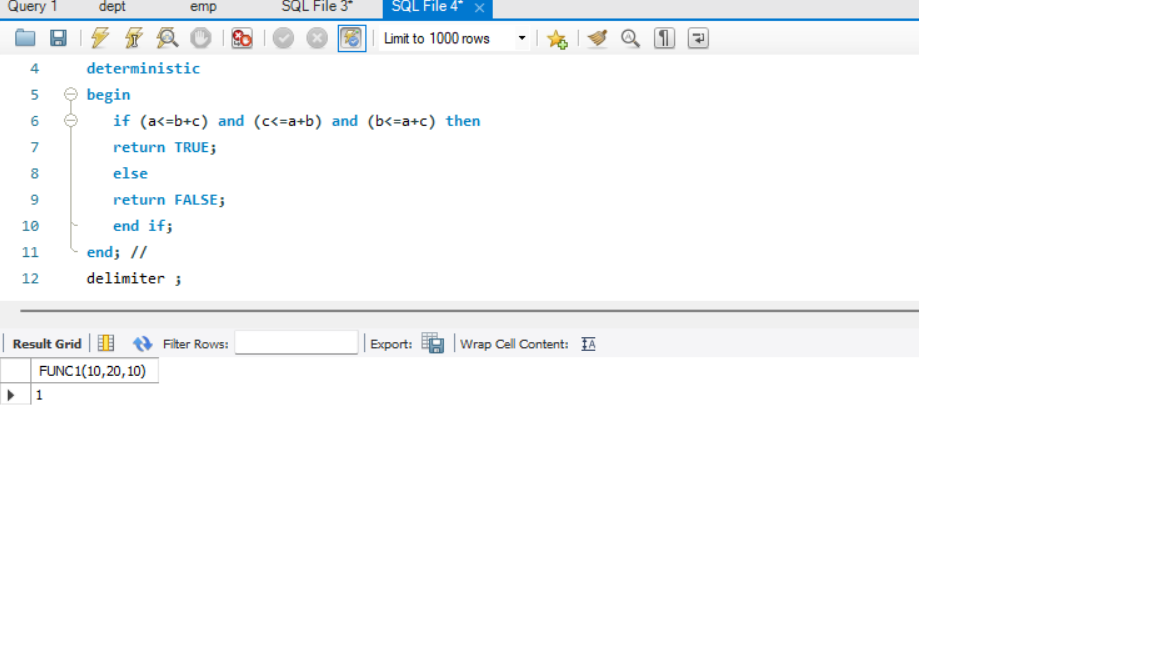 Query 1 dept emp SQL File 3* SQL File 4* ×
Limit to 1000 rows
4 deterministic
5 begin
6 if (a<=b+c) and (c<=a+b) and (b<=a+c) then
7 return TRUE;
8 else
9 return FALSE;
10 end if;
11 end; //
12 delimiter ;
Result Grid Filter Rows: Export: Wrap Cell Content: IA
FUNC1(10,20,10)
1